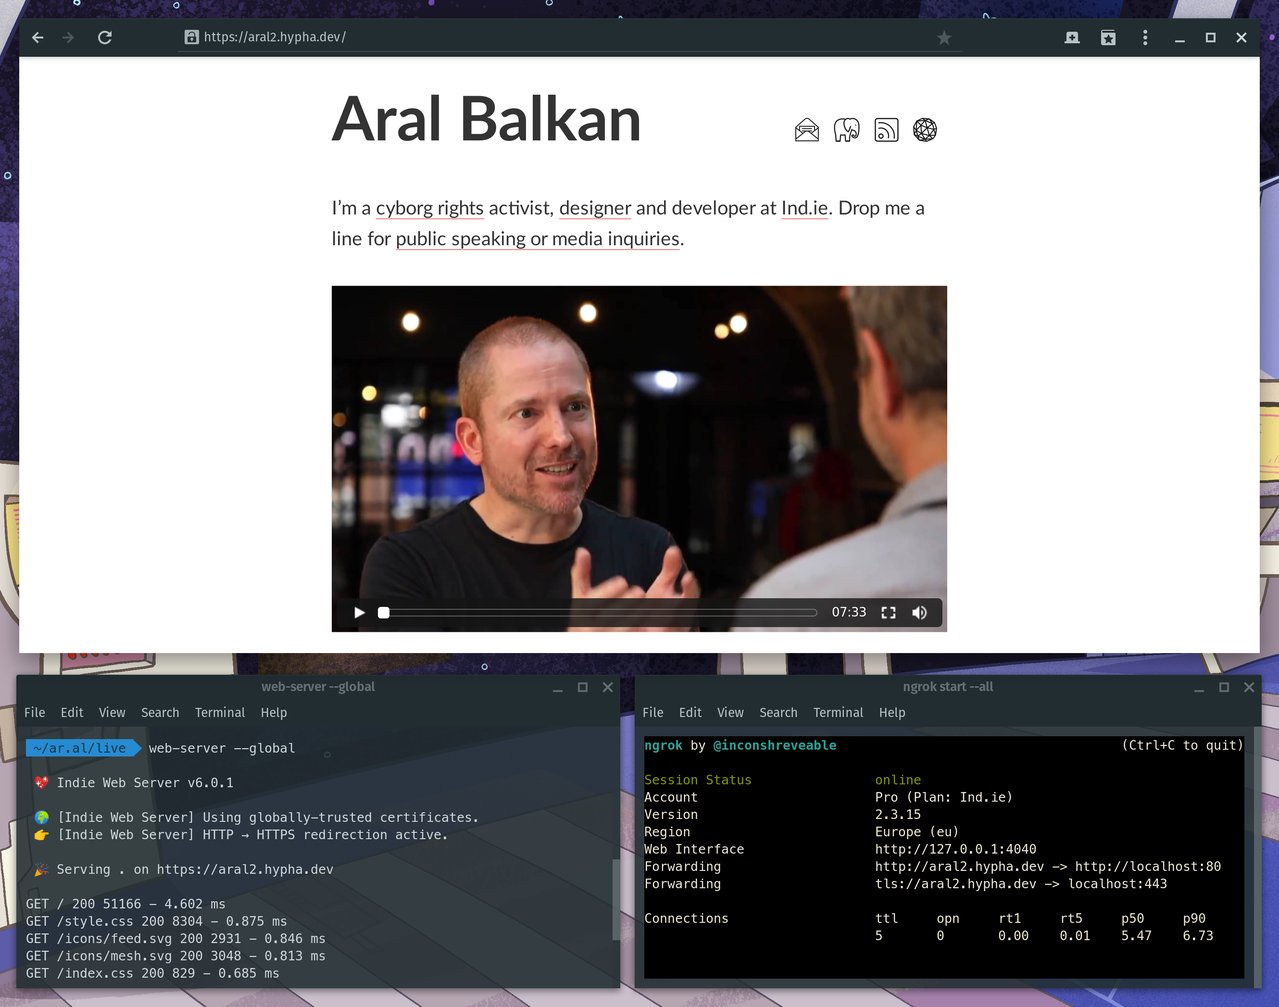 https://aral2.hypha.dev/
Aral Balkan
I’m a cyborg rights activist, designer and developer at Ind.ie. Drop me a
line for public speaking or media inquiries.
07:33
web-server --global
File Edit View Search Terminal Help
~/ar.al/live web-server --global
Indie Web Server v6.0.1
[Indie Web Server] Using globally-trusted certificates.
[Indie Web Server] HTTP → HTTPS redirection active.
Serving . on https://aral2.hypha.dev
GET / 200 51166 - 4.602 ms
GET /style.css 200 8304 - 0.875 ms
GET /icons/feed.svg 200 2931 - 0.846 ms
GET /icons/mesh.svg 200 3048 - 0.813 ms
GET /index.css 200 829 - 0.685 ms
ngrok start --all
File Edit View Search Terminal Help
ngrok by @inconshreveable (Ctrl+C to quit)
Session Status online
Account Pro (Plan: Ind.ie)
Version 2.3.15
Region Europe (eu)
Web Interface http://127.0.0.1:4040
Forwarding http://aral2.hypha.dev -> http://localhost:80
Forwarding tls://aral2.hypha.dev -> localhost:443
Connections ttl opn rt1 rt5 p50 p90
5 0 0.00 0.01 5.47 6.73